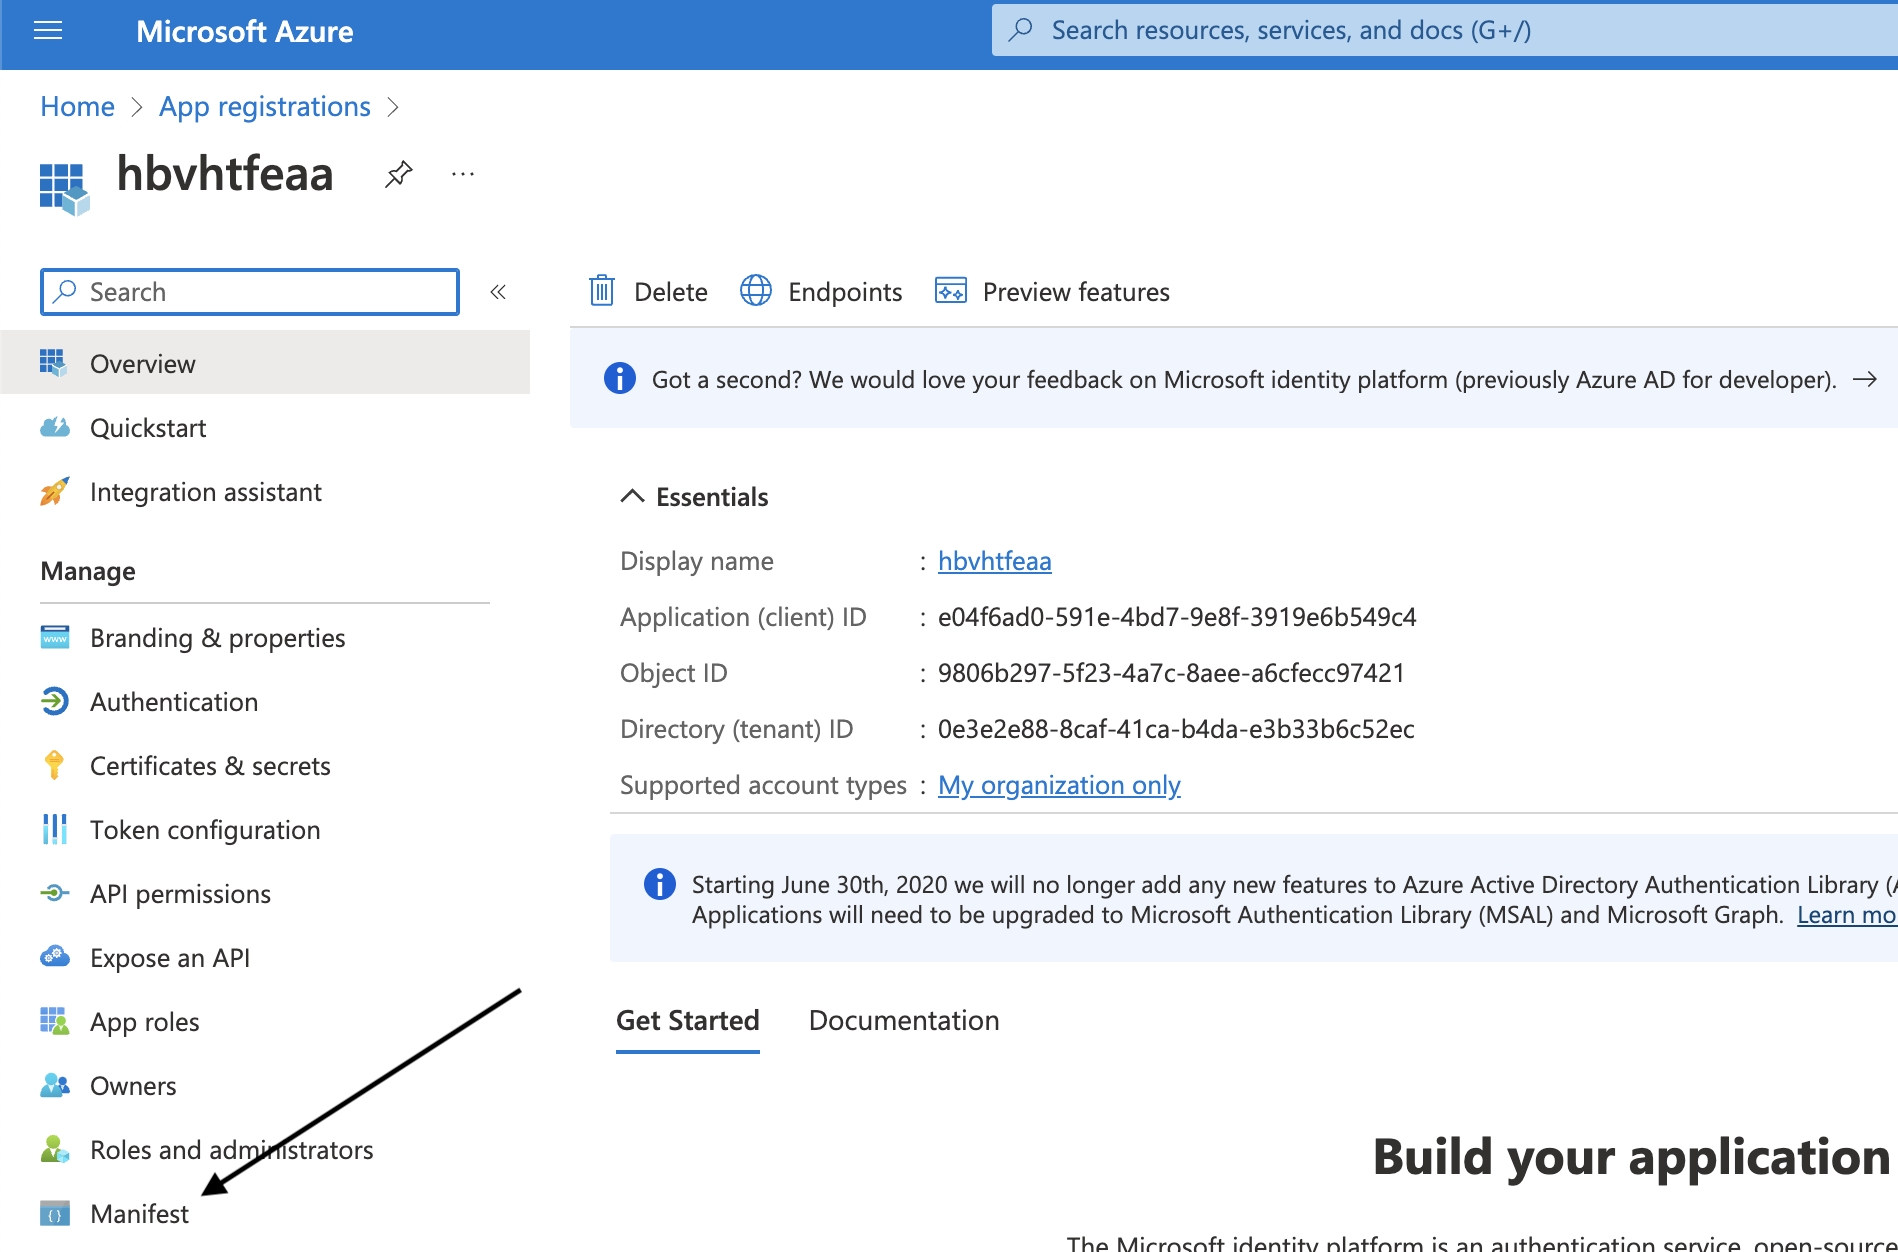 Microsoft Azure
Search resources, services, and docs (G+/)
Home > App registrations >
hbvhtfeaa
...
Search
«
Delete
Endpoints
Preview features
Overview
Got a second? We would love your feedback on Microsoft identity platform (previously Azure AD for developer). →
Quickstart
Integration assistant
Manage
Branding & properties
Authentication
Certificates & secrets
Token configuration
API permissions
Expose an API
App roles
Owners
Roles and administrators
Manifest
Essentials
Display name : hbvhtfeaa
Application (client) ID : e04f6ad0-591e-4bd7-9e8f-3919e6b549c4
Object ID : 9806b297-5f23-4a7c-8aee-a6cfecc97421
Directory (tenant) ID : 0e3e2e88-8caf-41ca-b4da-e3b33b6c52ec
Supported account types : My organization only
Starting June 30th, 2020 we will no longer add any new features to Azure Active Directory Authentication Library (A
Applications will need to be upgraded to Microsoft Authentication Library (MSAL) and Microsoft Graph. Learn mo
Get Started
Documentation
Build your application
The Microsoft identity platform is an authentication service, open-source